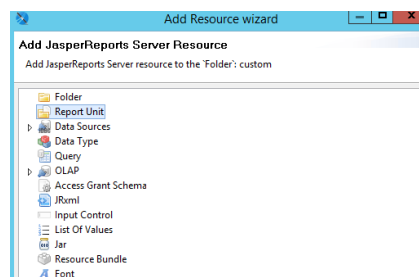 Add Resource wizard
Add JasperReports Server Resource
Add JasperReports Server resource to the `Folder`: custom
Folder
Report Unit
Data Sources
Data Type
Query
OLAP
Access Grant Schema
JRxml
Input Control
List Of Values
Jar
Resource Bundle
Font